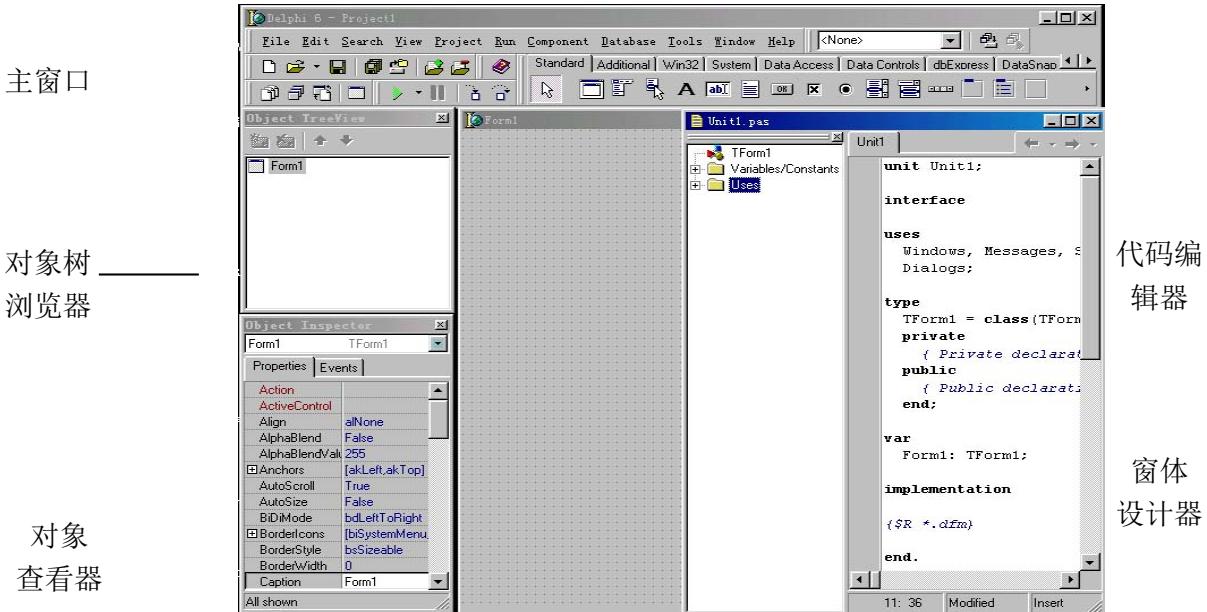 Delphi 6 - Project1
File Edit Search View Project Run Component Database Tools Window Help <None>
主窗口
Standard Additional Win32 System Data Access Data Controls dbExpress DataSnap
Object TreeView
Form1
Form1
Unit1.pas
TForm1
Variables/Constants
Uses
Unit1
unit Unit1;
interface
uses
Windows, Messages, S
Dialogs;
type
TForm1 = class(TForm
private
{ Private declarat
public
{ Public declarati
end;
var
Form1: TForm1;
implementation
{$R *.dfm}
end.
11: 36 Modified Insert
对象树
浏览器
代码编
辑器
Object Inspector
Form1 TForm1
Properties Events
Action
ActiveControl
Align alNone
AlphaBlend False
AlphaBlendValu 255
Anchors [akLeft,akTop]
AutoScroll True
AutoSize False
BiDiMode bdLeftToRight
BorderIcons [biSystemMenu,
BorderStyle bsSizeable
BorderWidth 0
Caption Form1
All shown
窗体
设计器
对象
查看器